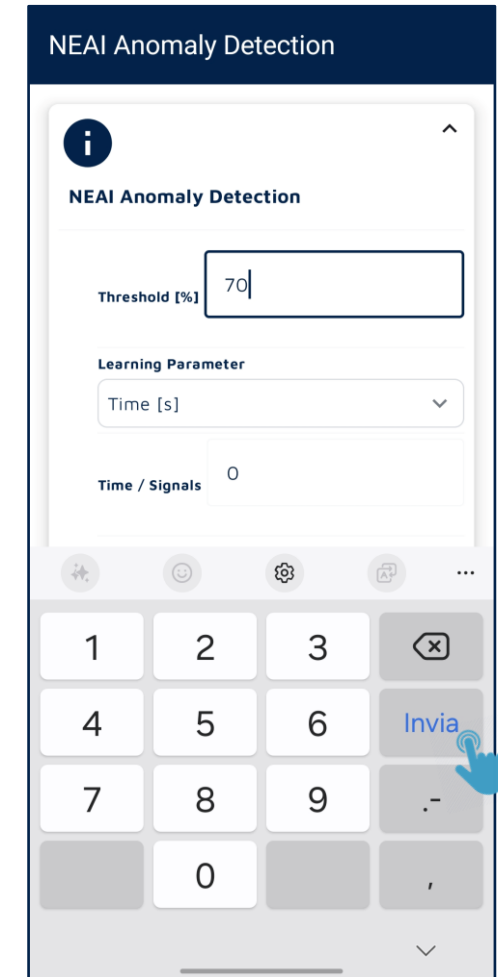 NEAI Anomaly Detection
i
NEAI Anomaly Detection
Threshold [%] 70
Learning Parameter
Time [s]
Time / Signals 0
...
1 2 3
4 5 6 Invia
7 8 9 .-
0 ,